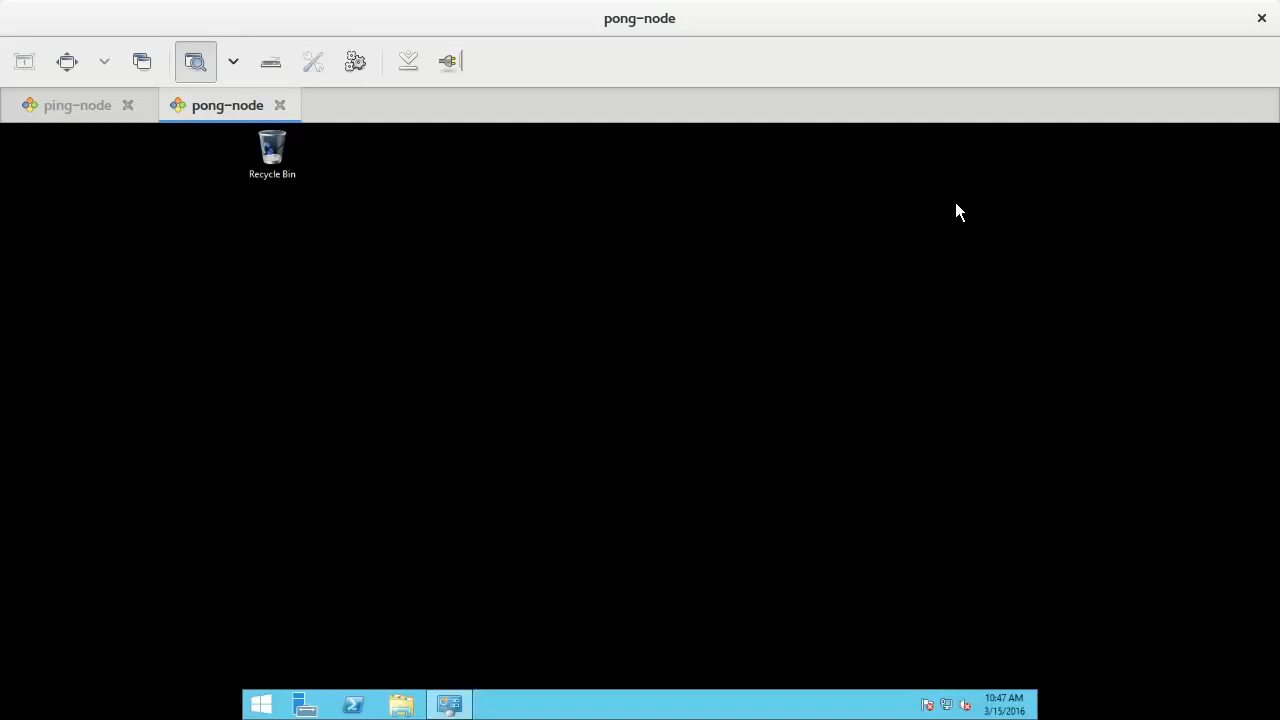 pong-node
ping-node
pong-node
Recycle Bin
10:47 AM
3/15/2016